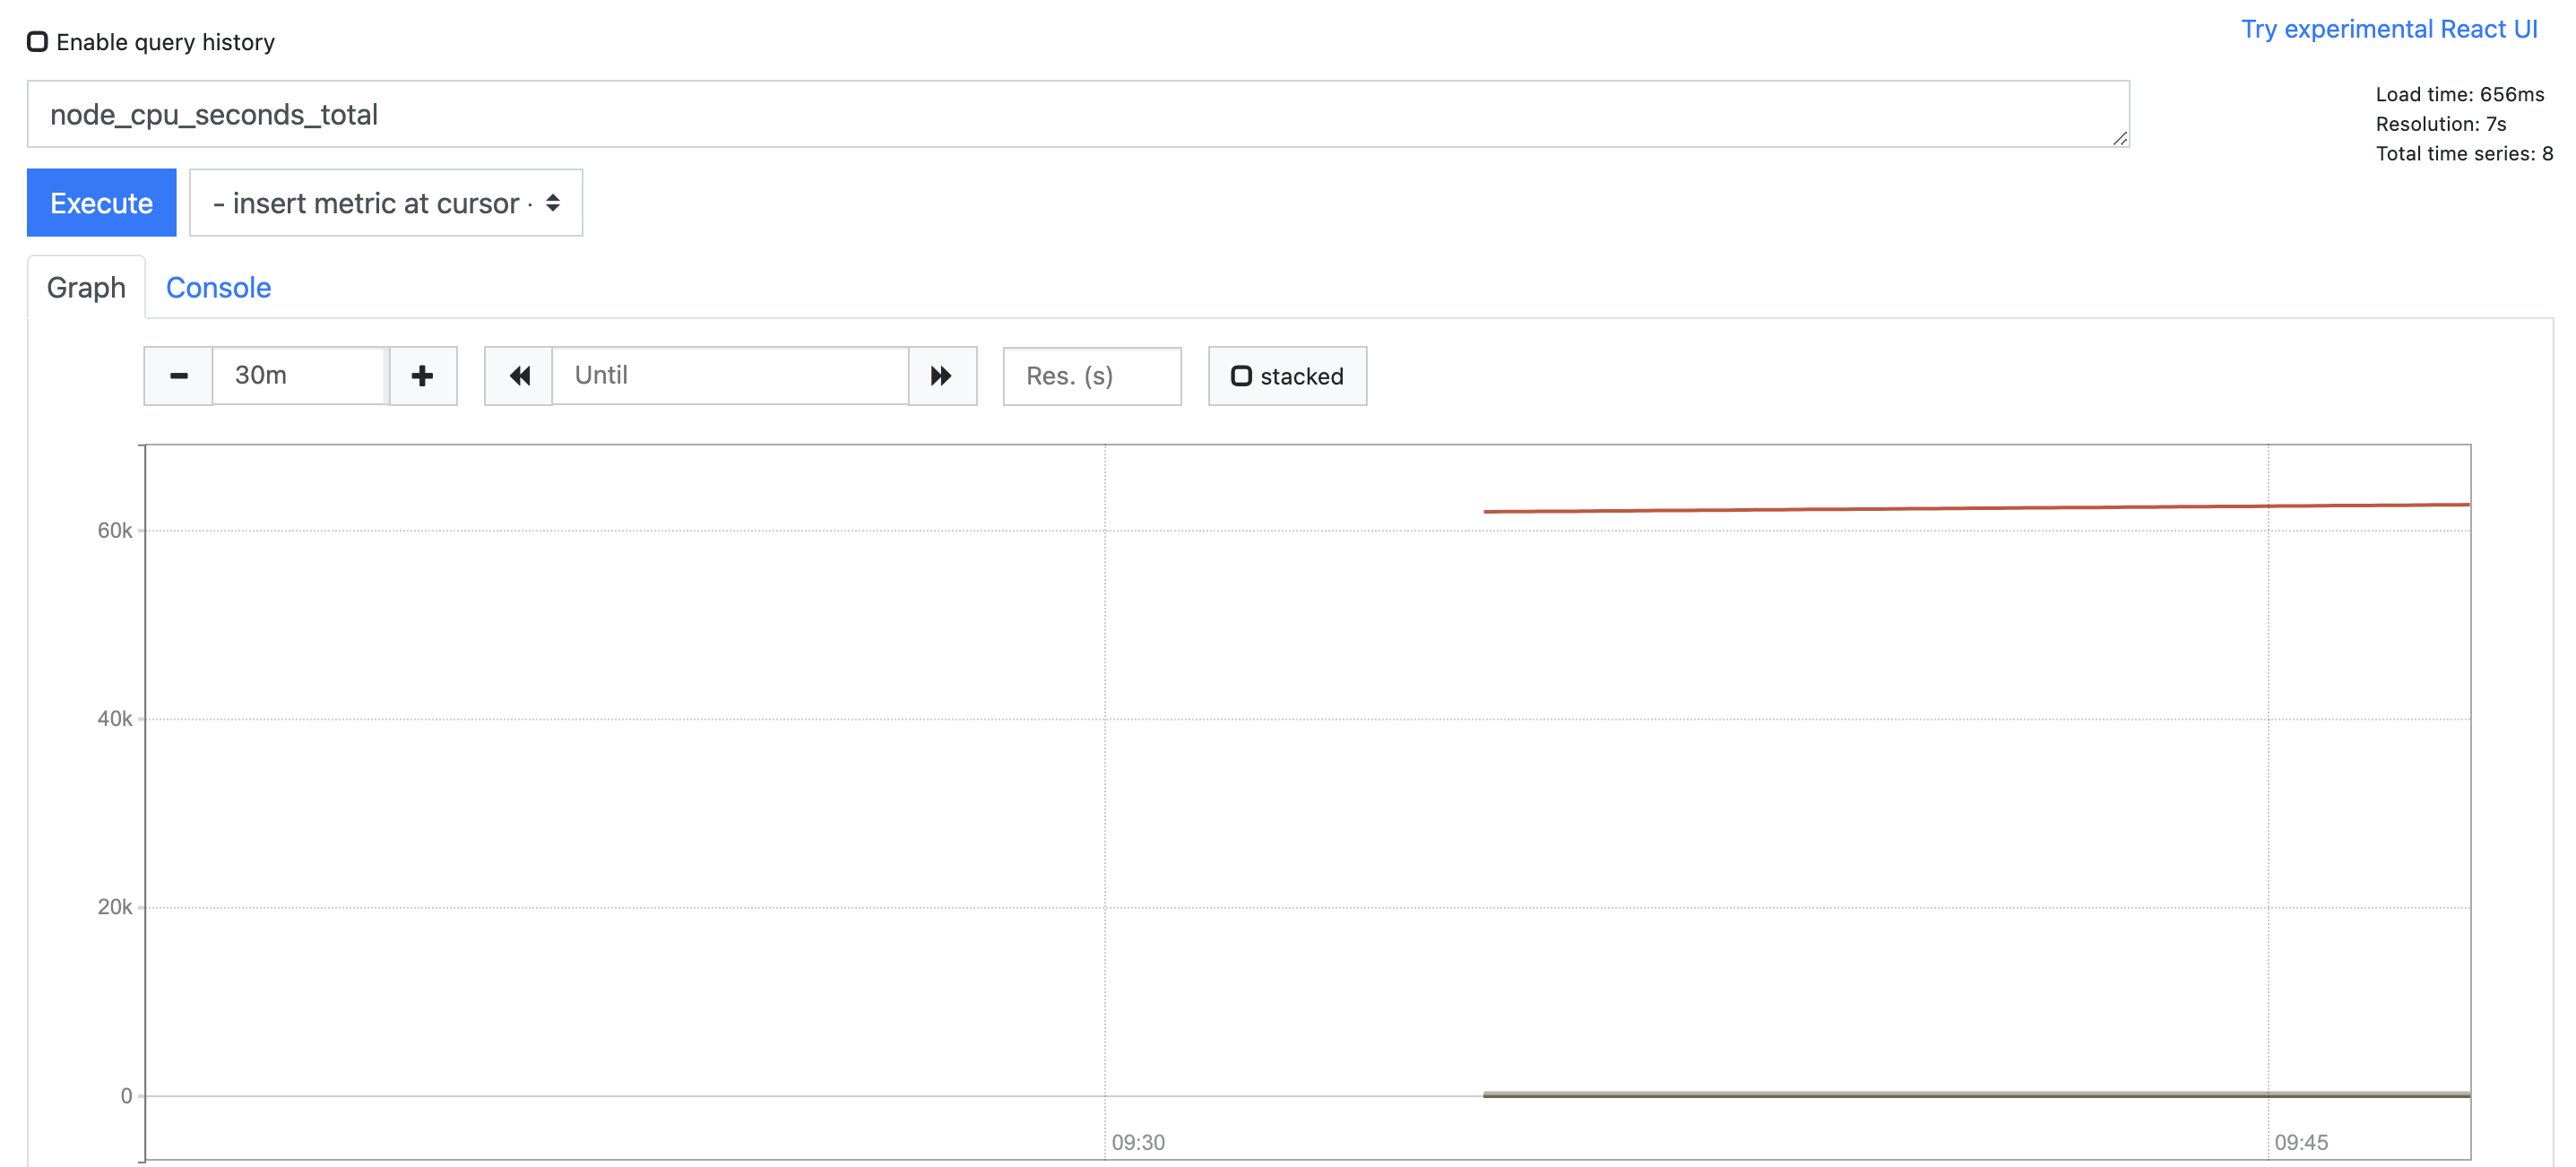 Enable query history
Try experimental React UI
node_cpu_seconds_total
Load time: 656ms
Resolution: 7s
Total time series: 8
Execute
- insert metric at cursor ·
Graph
Console
30m
Until
Res. (s)
stacked
60k
40k
20k
0
09:30
09:45